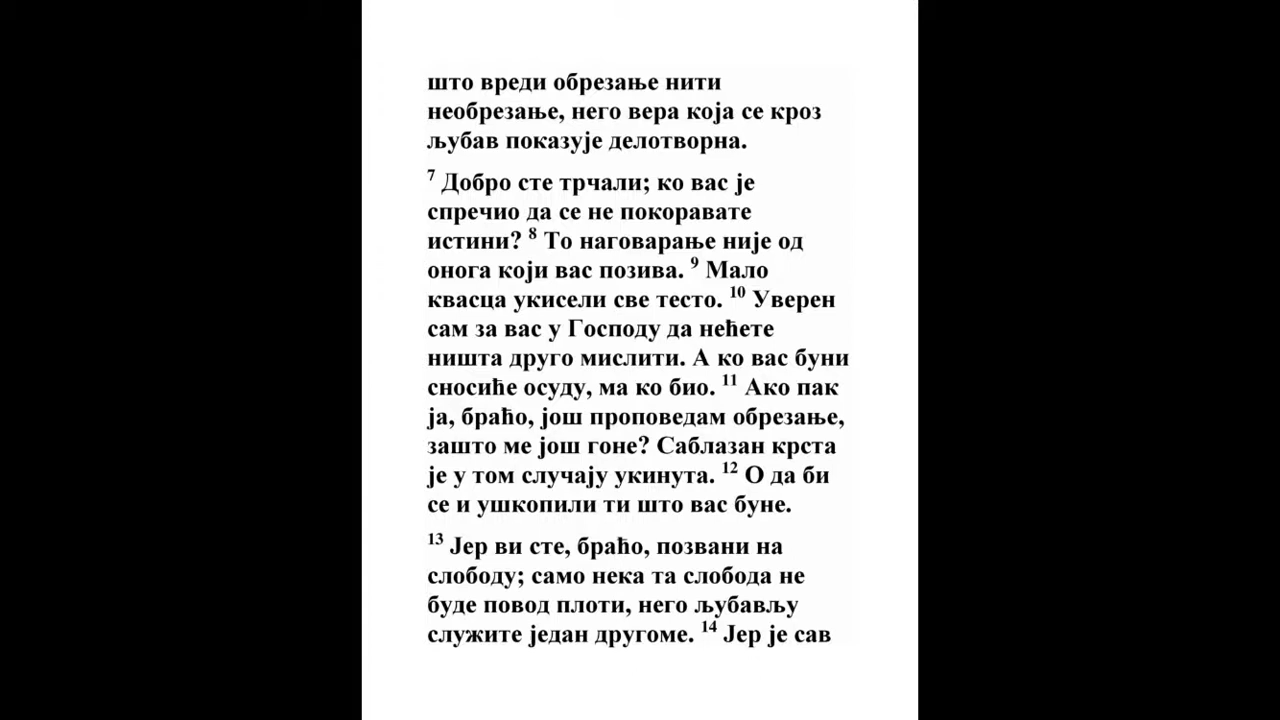 што вреди обрезање нити
необрезање, него вера која се кроз
љубав показује делотворна.
7 Добро сте трчали; ко вас је
спречио да се не покоравате
истини? 8 То наговарање није од
онога који вас позива. 9 Мало
квасца укисели све тесто. 10 Уверен
сам за вас у Господу да нећете
ништа друго мислити. А ко вас буни
сносиће осуду, ма ко био. 11 Ако пак
ја, браћо, још проповедам обрезање,
зашто ме још гоне? Саблазан крста
је у том случају укинута. 12 О да би
се и ушкопили ти што вас буне.
13 Јер ви сте, браћо, позвани на
слободу; само нека та слобода не
буде повод плоти, него љубављу
служите један другоме. 14 Јер је сав